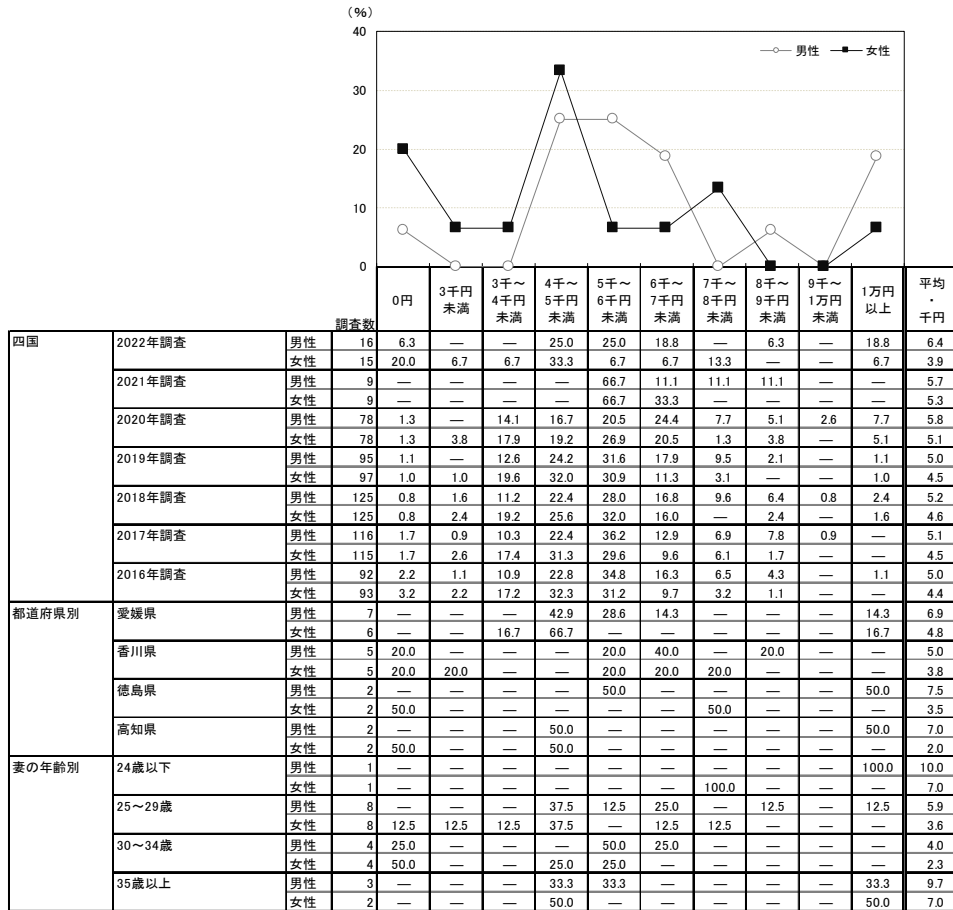 (%)
40
30
20
10
0
男性 女性
調査数 0円 3千円未満 3千～4千円未満 4千～5千円未満 5千～6千円未満 6千～7千円未満 7千～8千円未満 8千～9千円未満 9千～1万円未満 1万円以上 平均・千円
四国 2022年調査 男性 16 6.3 — — 25.0 25.0 18.8 — 6.3 — 18.8 6.4
女性 15 20.0 6.7 6.7 33.3 6.7 6.7 13.3 — — 6.7 3.9
2021年調査 男性 9 — — — — 66.7 11.1 11.1 11.1 — — 5.7
女性 9 — — — — 66.7 33.3 — — — — 5.3
2020年調査 男性 78 1.3 — 14.1 16.7 20.5 24.4 7.7 5.1 2.6 7.7 5.8
女性 78 1.3 3.8 17.9 19.2 26.9 20.5 1.3 3.8 — 5.1 5.1
2019年調査 男性 95 1.1 — 12.6 24.2 31.6 17.9 9.5 2.1 — 1.1 5.0
女性 97 1.0 1.0 19.6 32.0 30.9 11.3 3.1 — — 1.0 4.5
2018年調査 男性 125 0.8 1.6 11.2 22.4 28.0 16.8 9.6 6.4 0.8 2.4 5.2
女性 125 0.8 2.4 19.2 25.6 32.0 16.0 — 2.4 — 1.6 4.6
2017年調査 男性 116 1.7 0.9 10.3 22.4 36.2 12.9 6.9 7.8 0.9 — 5.1
女性 115 1.7 2.6 17.4 31.3 29.6 9.6 6.1 1.7 — — 4.5
2016年調査 男性 92 2.2 1.1 10.9 22.8 34.8 16.3 6.5 4.3 — 1.1 5.0
女性 93 3.2 2.2 17.2 32.3 31.2 9.7 3.2 1.1 — — 4.4
都道府県別 愛媛県 男性 7 — — — 42.9 28.6 14.3 — — — 14.3 6.9
女性 6 — — 16.7 66.7 — — — — — 16.7 4.8
香川県 男性 5 20.0 — — — 20.0 40.0 — 20.0 — — 5.0
女性 5 20.0 20.0 — — 20.0 20.0 20.0 — — — 3.8
徳島県 男性 2 — — — — 50.0 — — — — 50.0 7.5
女性 2 50.0 — — — — — 50.0 — — — 3.5
高知県 男性 2 — — — 50.0 — — — — — 50.0 7.0
女性 2 50.0 — — 50.0 — — — — — — 2.0
妻の年齢別 24歳以下 男性 1 — — — — — — — — — 100.0 10.0
女性 1 — — — — — — 100.0 — — — 7.0
25～29歳 男性 8 — — — 37.5 12.5 25.0 — 12.5 — 12.5 5.9
女性 8 12.5 12.5 12.5 37.5 — 12.5 12.5 — — — 3.6
30～34歳 男性 4 25.0 — — — 50.0 25.0 — — — — 4.0
女性 4 50.0 — — 25.0 25.0 — — — — — 2.3
35歳以上 男性 3 — — — 33.3 33.3 — — — — 33.3 9.7
女性 2 — — — 50.0 — — — — — 50.0 7.0